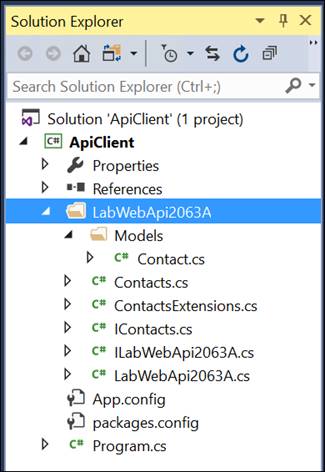 Solution Explorer
Search Solution Explorer (Ctrl+;)
Solution 'ApiClient' (1 project)
C# ApiClient
Properties
References
LabWebApi2063A
Models
C# Contact.cs
C# Contacts.cs
C# ContactsExtensions.cs
C# IContacts.cs
C# ILabWebApi2063A.cs
C# LabWebApi2063A.cs
App.config
packages.config
C# Program.cs